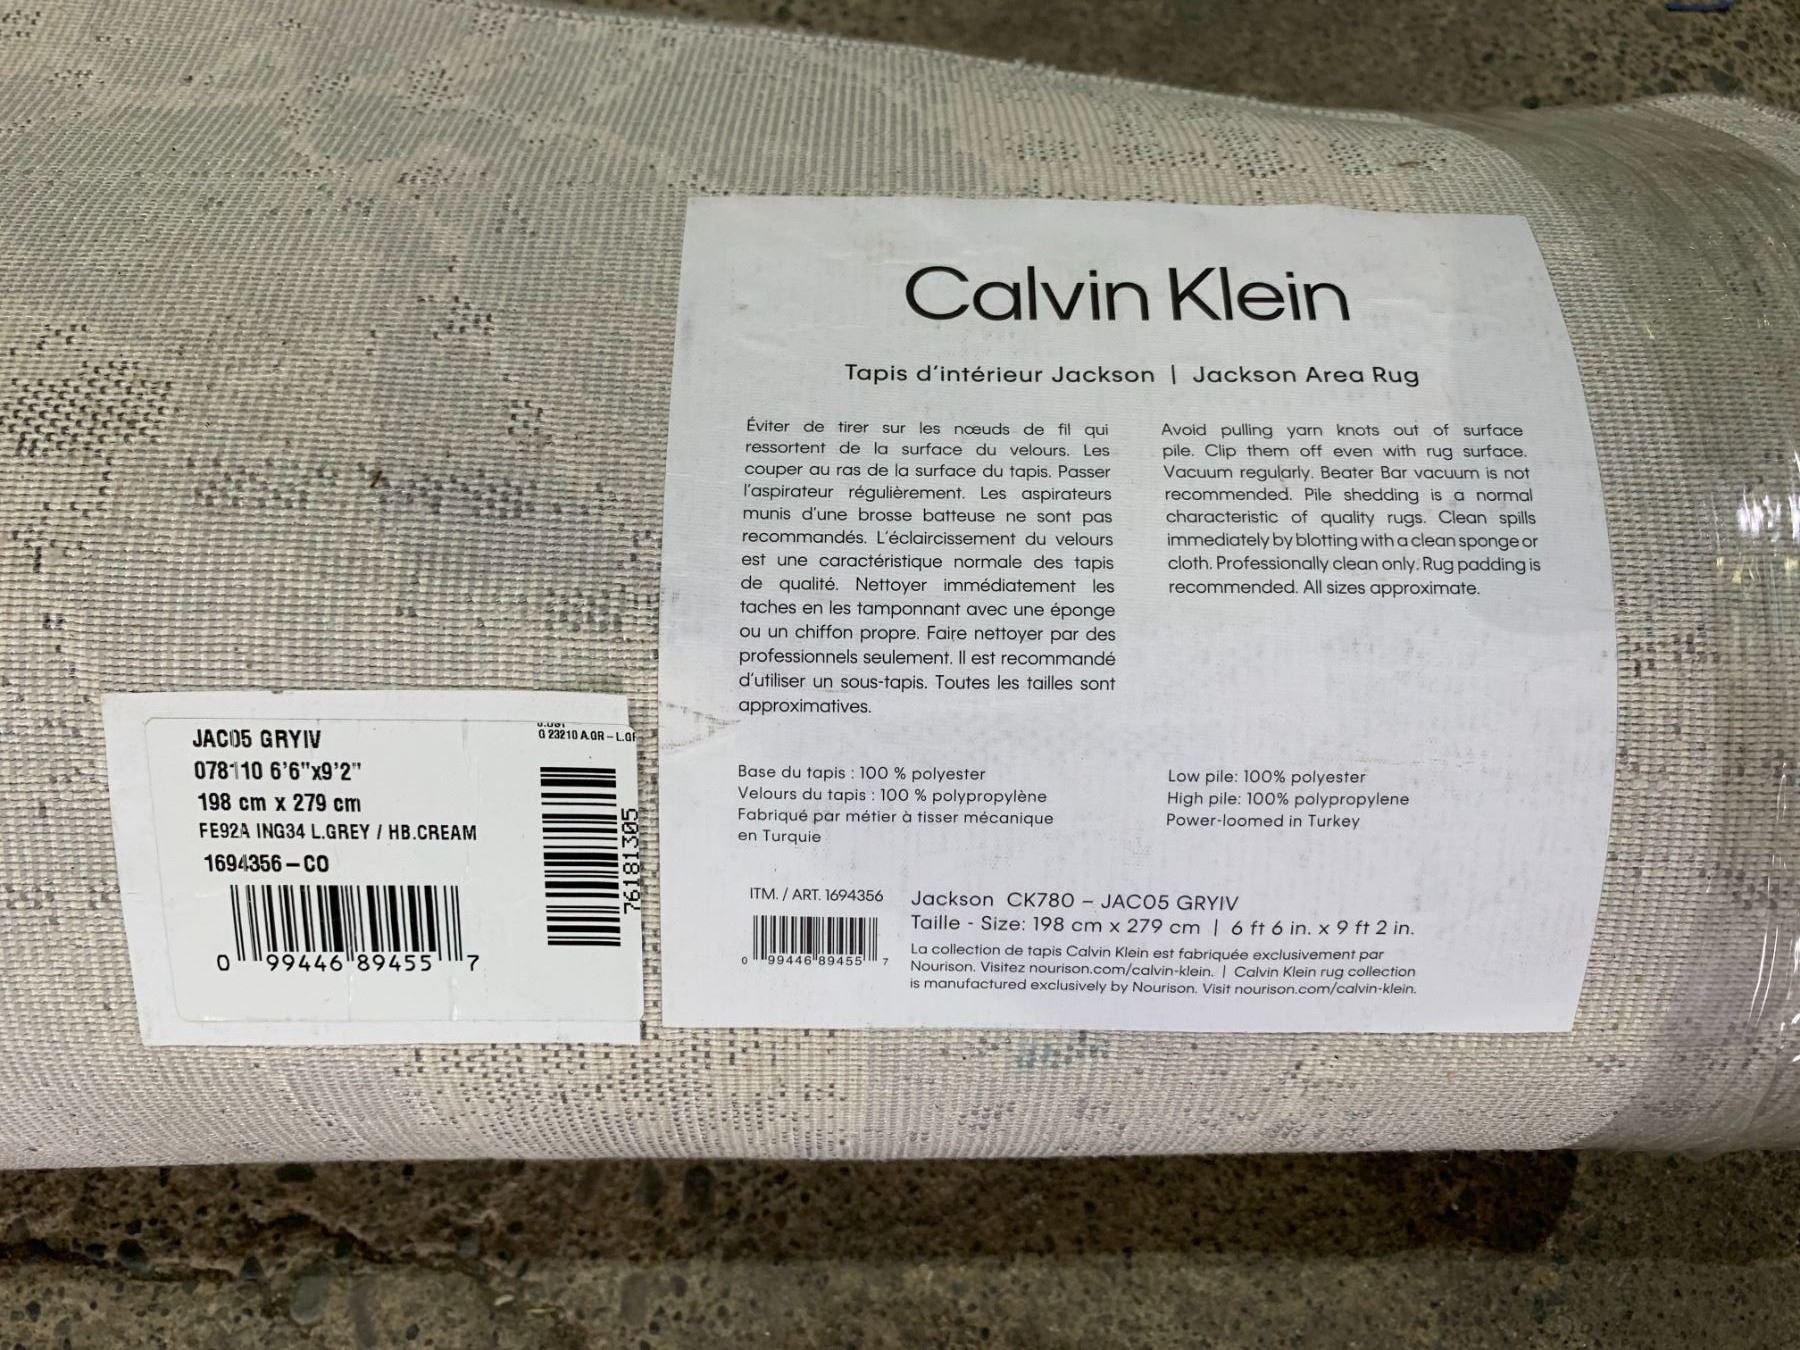 Calvin Klein
Tapis d'intérieur Jackson | Jackson Area Rug
Éviter de tirer sur les nœuds de fil qui
ressortent de la surface du velours. Les
couper au ras de la surface du tapis. Passer
l'aspirateur régulièrement. Les aspirateurs
munis d'une brosse batteuse ne sont pas
recommandés. L'éclaircissement du velours
est une caractéristique normale des tapis
de qualité. Nettoyer immédiatement les
taches en les tamponnant avec une éponge
ou un chiffon propre. Faire nettoyer par des
professionnels seulement. Il est recommandé
d'utiliser un sous-tapis. Toutes les tailles sont
approximatives.
Avoid pulling yarn knots out of surface
pile. Clip them off even with rug surface.
Vacuum regularly. Beater Bar vacuum is not
recommended. Pile shedding is a normal
characteristic of quality rugs. Clean spills
immediately by blotting with a clean sponge or
cloth. Professionally clean only. Rug padding is
recommended. All sizes approximate.
Base du tapis : 100 % polyester
Velours du tapis : 100 % polypropylène
Fabriqué par métier à tisser mécanique
en Turquie
Low pile: 100% polyester
High pile: 100% polypropylene
Power-loomed in Turkey
ITM. / ART. 1694356
0 99446 89455 7
Jackson CK780 – JAC05 GRYIV
Taille - Size: 198 cm x 279 cm | 6 ft 6 in. x 9 ft 2 in.
La collection de tapis Calvin Klein est fabriquée exclusivement par
Nourison. Visitez nourison.com/calvin-klein. | Calvin Klein rug collection
is manufactured exclusively by Nourison. Visit nourison.com/calvin-klein.
JAC05 GRYIV
078110 6'6"x9'2"
198 cm x 279 cm
FE92A ING34 L.GREY / HB.CREAM
1694356–CO
0 99446 89455 7
G 23210 A.GR – L.GR
76181305